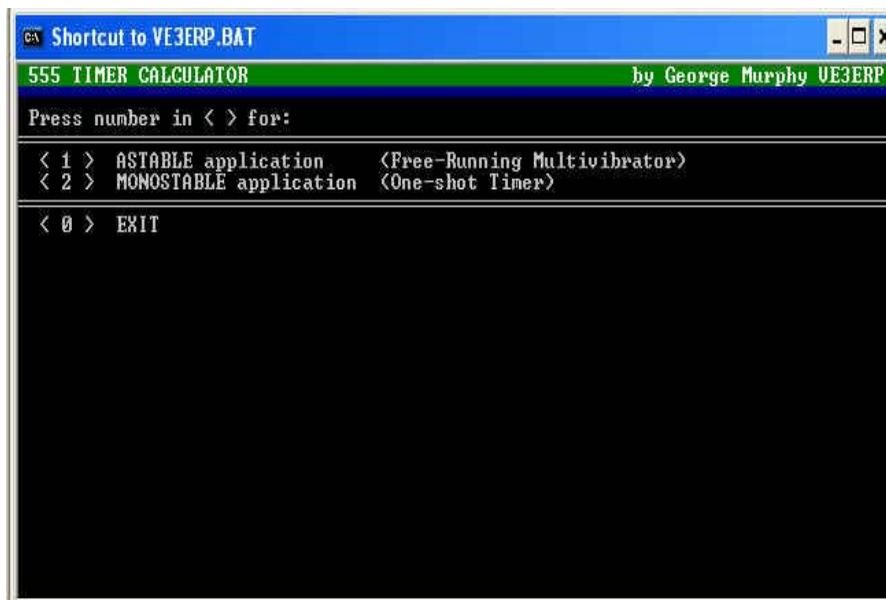 C:\ Shortcut to VE3ERP.BAT
555 TIMER CALCULATOR by George Murphy VE3ERP
Press number in < > for:
< 1 > ASTABLE application (Free-Running Multivibrator)
< 2 > MONOSTABLE application (One-shot Timer)
< 0 > EXIT